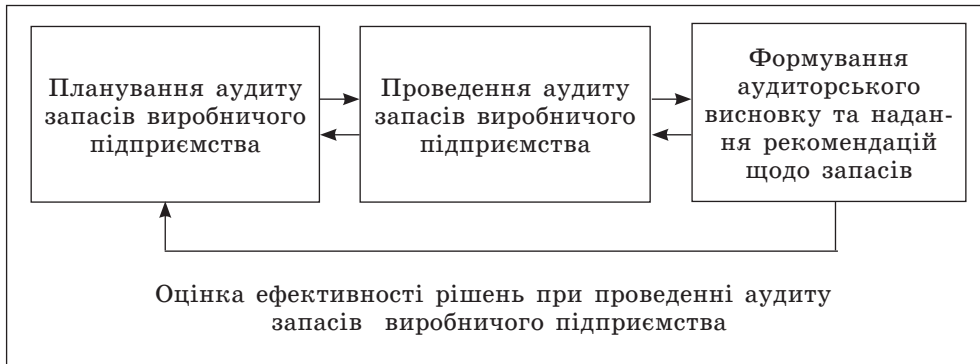 Планування аудиту
запасів виробничого
підприємства
Проведення аудиту
запасів виробничого
підприємства
Формування
аудиторського
висновку та надан-
ня рекомендацій
щодо запасів
Оцінка ефективності рішень при проведенні аудиту
запасів виробничого підприємства